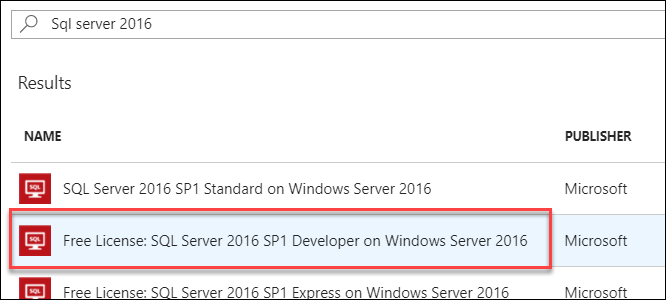 Sql server 2016
Results
NAME PUBLISHER
SQL SQL Server 2016 SP1 Standard on Windows Server 2016 Microsoft
SQL Free License: SQL Server 2016 SP1 Developer on Windows Server 2016 Microsoft
SQL Free License: SQL Server 2016 SP1 Express on Windows Server 2016 Microsoft